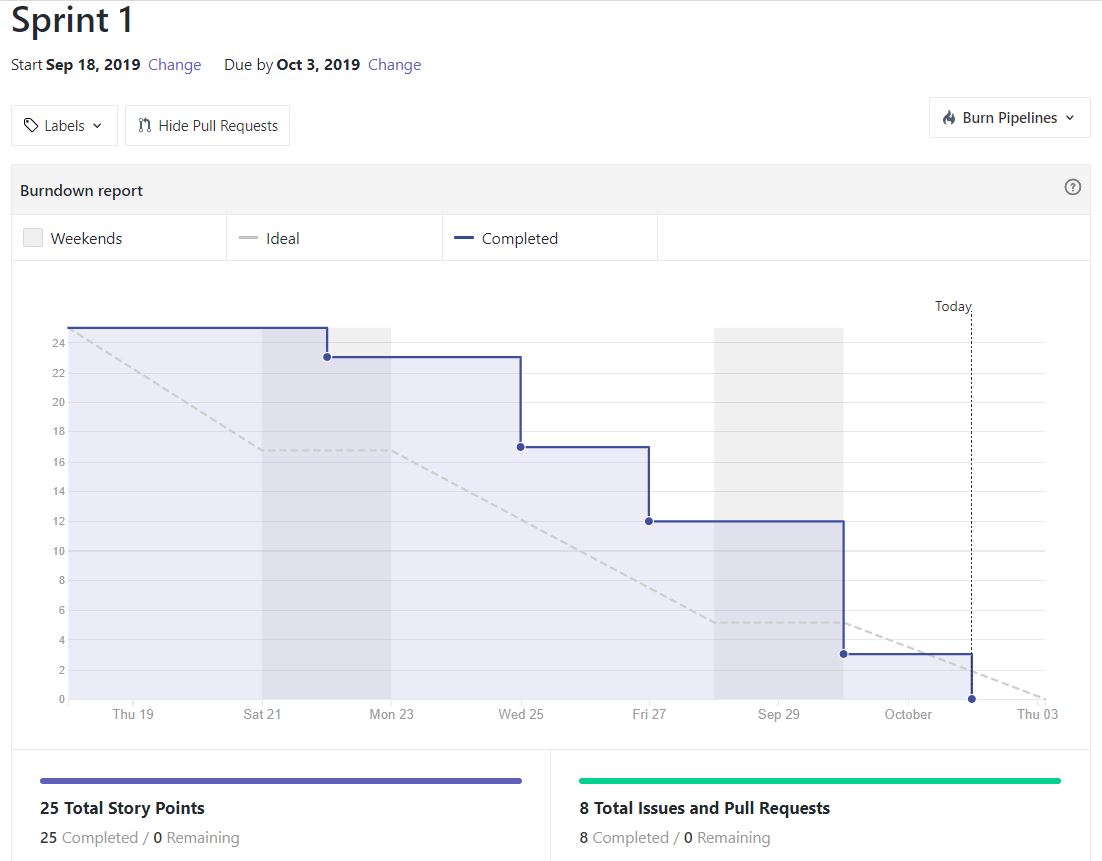 Sprint 1
Start Sep 18, 2019 Change Due by Oct 3, 2019 Change
Labels Hide Pull Requests Burn Pipelines
Burndown report ?
Weekends Ideal Completed
Today
24
22
20
18
16
14
12
10
8
6
4
2
0
Thu 19 Sat 21 Mon 23 Wed 25 Fri 27 Sep 29 October Thu 03
25 Total Story Points
25 Completed / 0 Remaining
8 Total Issues and Pull Requests
8 Completed / 0 Remaining